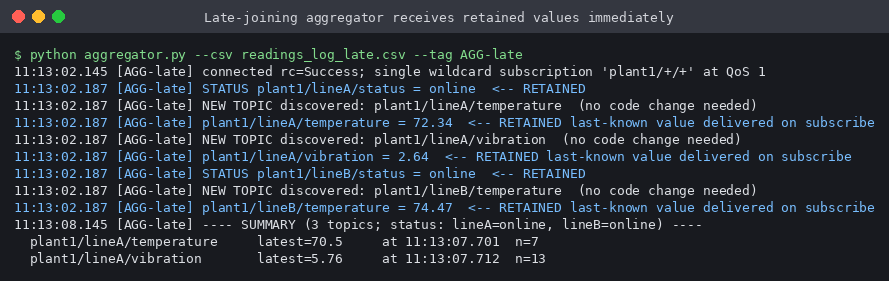 Late-joining aggregator receives retained values immediately
$ python aggregator.py --csv readings_log_late.csv --tag AGG-late
11:13:02.145 [AGG-late] connected rc=Success; single wildcard subscription 'plant1/+/+' at QoS 1
11:13:02.187 [AGG-late] STATUS plant1/lineA/status = online  <-- RETAINED
11:13:02.187 [AGG-late] NEW TOPIC discovered: plant1/lineA/temperature  (no code change needed)
11:13:02.187 [AGG-late] plant1/lineA/temperature = 72.34  <-- RETAINED last-known value delivered on subscribe
11:13:02.187 [AGG-late] NEW TOPIC discovered: plant1/lineA/vibration  (no code change needed)
11:13:02.187 [AGG-late] plant1/lineA/vibration = 2.64  <-- RETAINED last-known value delivered on subscribe
11:13:02.187 [AGG-late] STATUS plant1/lineB/status = online  <-- RETAINED
11:13:02.187 [AGG-late] NEW TOPIC discovered: plant1/lineB/temperature  (no code change needed)
11:13:02.187 [AGG-late] plant1/lineB/temperature = 74.47  <-- RETAINED last-known value delivered on subscribe
11:13:08.145 [AGG-late] ---- SUMMARY (3 topics; status: lineA=online, lineB=online) ----
  plant1/lineA/temperature     latest=70.5     at 11:13:07.701  n=7
  plant1/lineA/vibration       latest=5.76     at 11:13:07.712  n=13